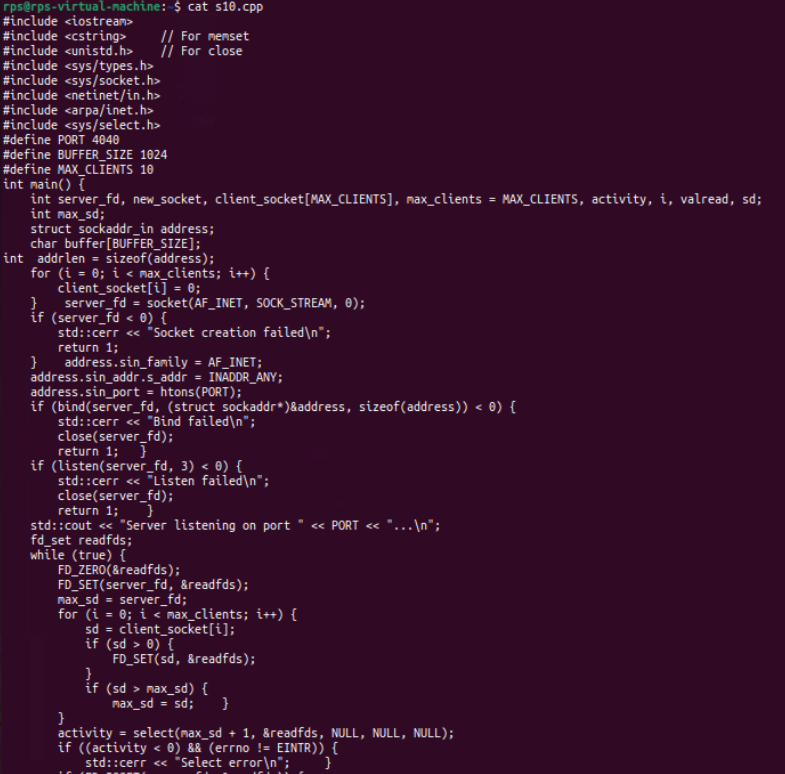 rps@rps-virtual-machine:~$ cat s10.cpp
#include <iostream>
#include <cstring>     // For memset
#include <unistd.h>    // For close
#include <sys/types.h>
#include <sys/socket.h>
#include <netinet/in.h>
#include <arpa/inet.h>
#include <sys/select.h>
#define PORT 4040
#define BUFFER_SIZE 1024
#define MAX_CLIENTS 10
int main() {
    int server_fd, new_socket, client_socket[MAX_CLIENTS], max_clients = MAX_CLIENTS, activity, i, valread, sd;
    int max_sd;
    struct sockaddr_in address;
    char buffer[BUFFER_SIZE];
int  addrlen = sizeof(address);
    for (i = 0; i < max_clients; i++) {
        client_socket[i] = 0;
    }    server_fd = socket(AF_INET, SOCK_STREAM, 0);
    if (server_fd < 0) {
        std::cerr << "Socket creation failed\n";
        return 1;
    }    address.sin_family = AF_INET;
    address.sin_addr.s_addr = INADDR_ANY;
    address.sin_port = htons(PORT);
    if (bind(server_fd, (struct sockaddr*)&address, sizeof(address)) < 0) {
        std::cerr << "Bind failed\n";
        close(server_fd);
        return 1;   }
    if (listen(server_fd, 3) < 0) {
        std::cerr << "Listen failed\n";
        close(server_fd);
        return 1;    }
    std::cout << "Server listening on port " << PORT << "...\n";
    fd_set readfds;
    while (true) {
        FD_ZERO(&readfds);
        FD_SET(server_fd, &readfds);
        max_sd = server_fd;
        for (i = 0; i < max_clients; i++) {
            sd = client_socket[i];
            if (sd > 0) {
                FD_SET(sd, &readfds);
            }
            if (sd > max_sd) {
                max_sd = sd;    }
        }
        activity = select(max_sd + 1, &readfds, NULL, NULL, NULL);
        if ((activity < 0) && (errno != EINTR)) {
            std::cerr << "Select error\n";     }